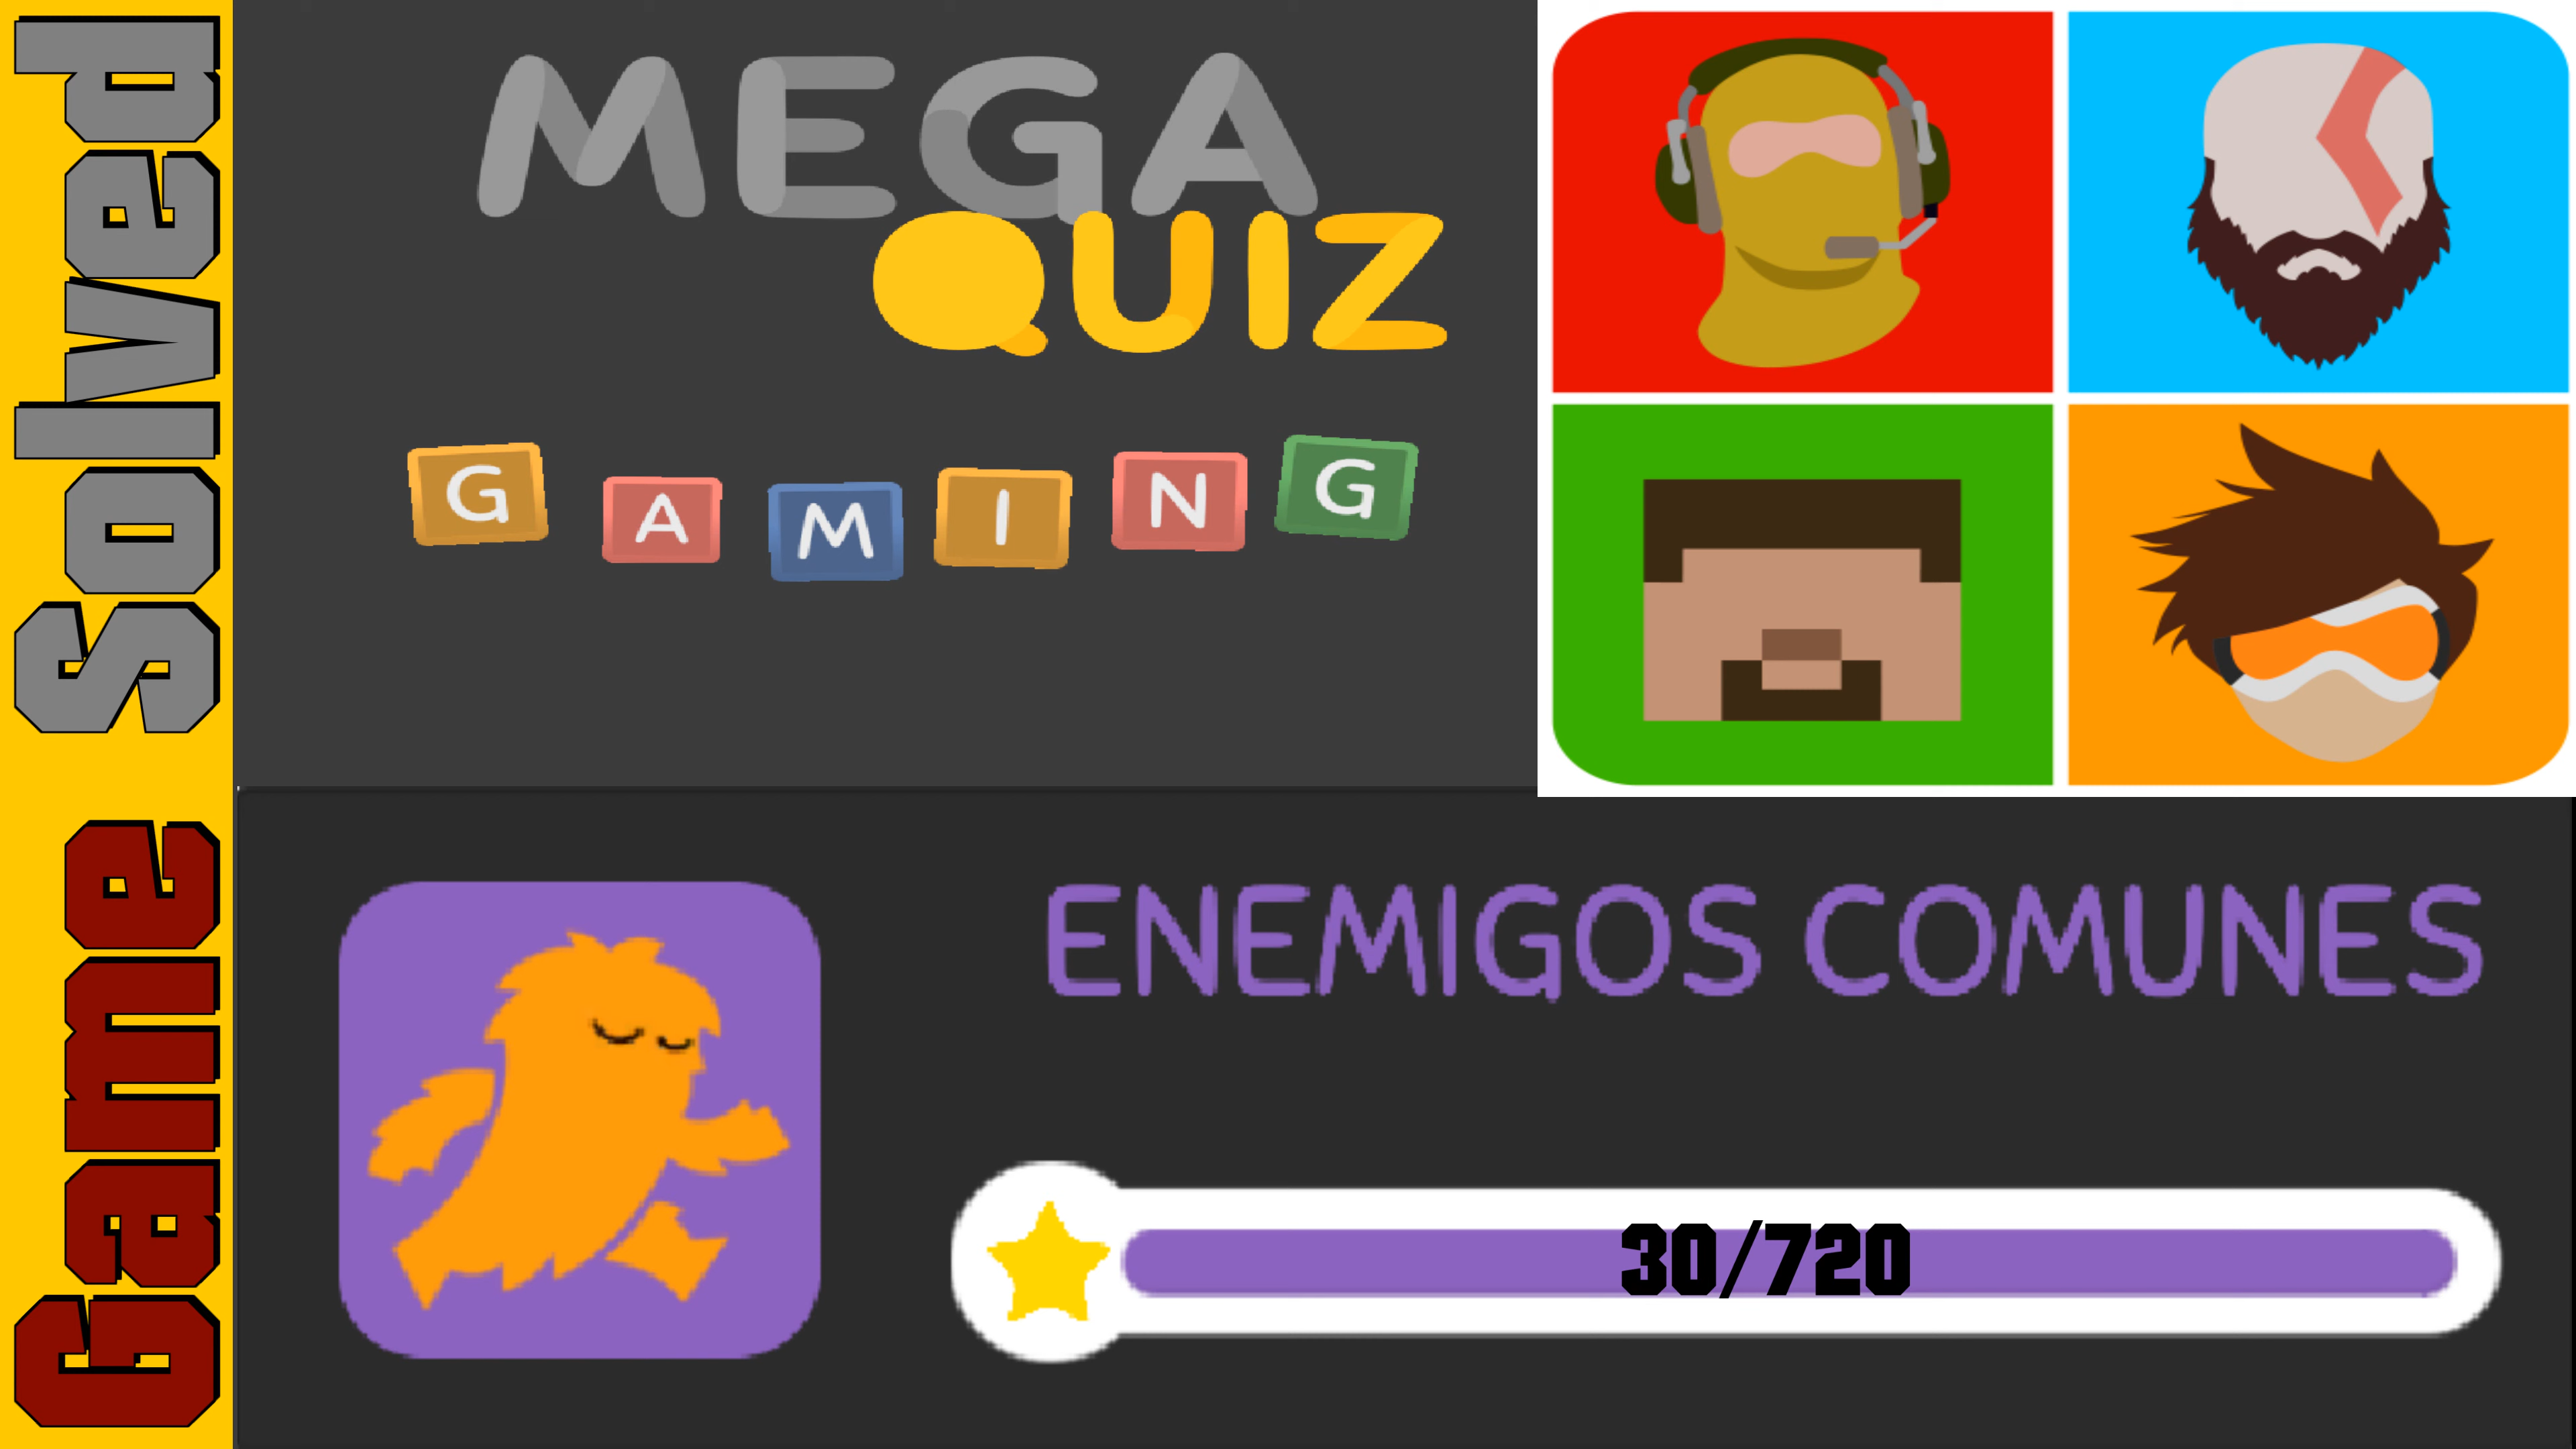 Game Solved
MEGA
QUIZ
GAMING
ENEMIGOS COMUNES
30/720